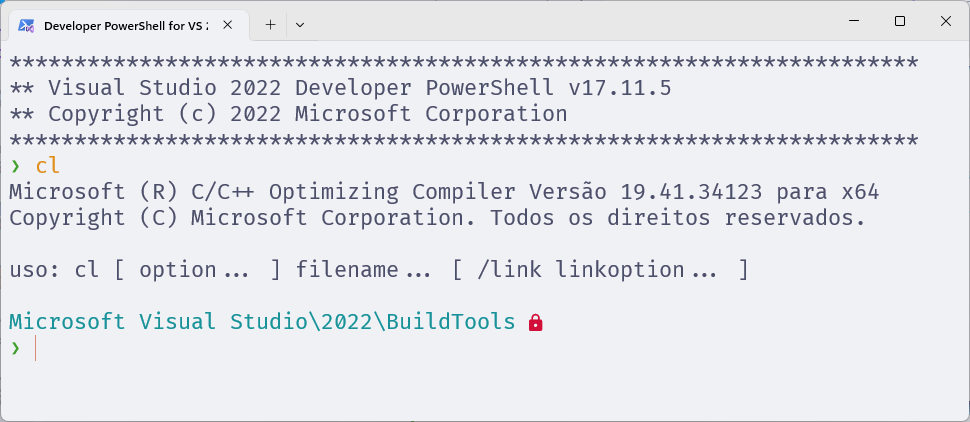 Developer PowerShell for VS 2
**********************************************************************
** Visual Studio 2022 Developer PowerShell v17.11.5
** Copyright (c) 2022 Microsoft Corporation
**********************************************************************
❯ cl
Microsoft (R) C/C++ Optimizing Compiler Versão 19.41.34123 para x64
Copyright (C) Microsoft Corporation. Todos os direitos reservados.
uso: cl [ option... ] filename... [ /link linkoption... ]
Microsoft Visual Studio\2022\BuildTools
❯